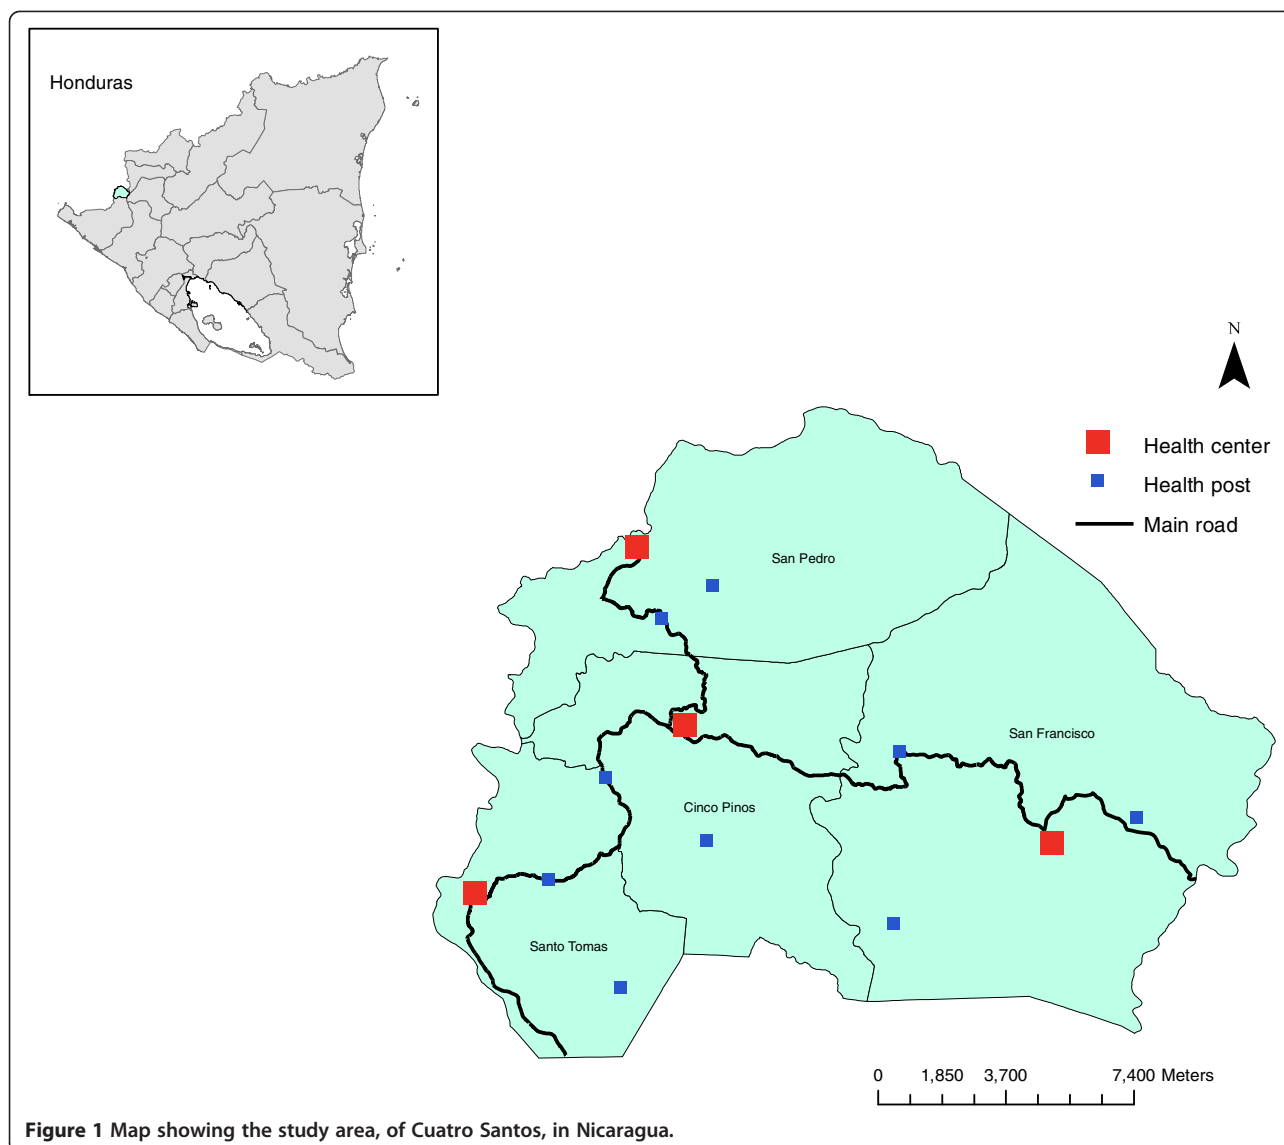 Honduras
N
Health center
Health post
Main road
San Pedro
San Francisco
Cinco Pinos
Santo Tomas
0 1,850 3,700 7,400 Meters
Figure 1 Map showing the study area, of Cuatro Santos, in Nicaragua.